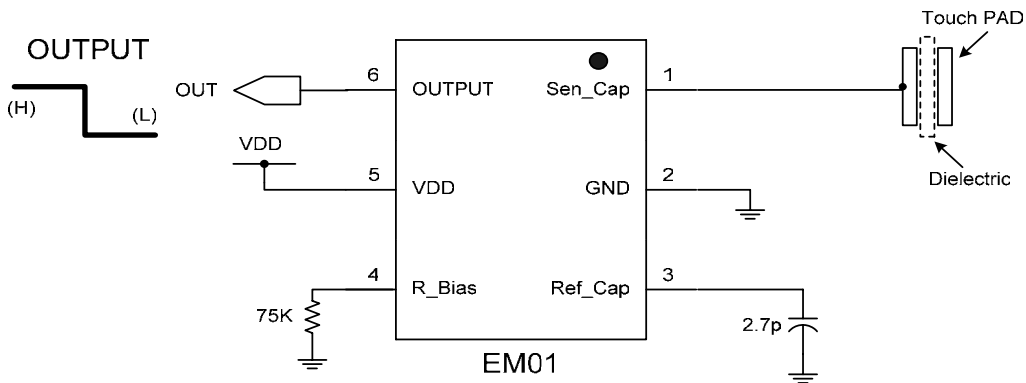 Touch PAD
OUTPUT
(H)
(L)
OUT
6
OUTPUT
Sen_Cap
1
VDD
5
VDD
GND
2
Dielectric
4
R_Bias
Ref_Cap
3
75K
2.7p
EM01